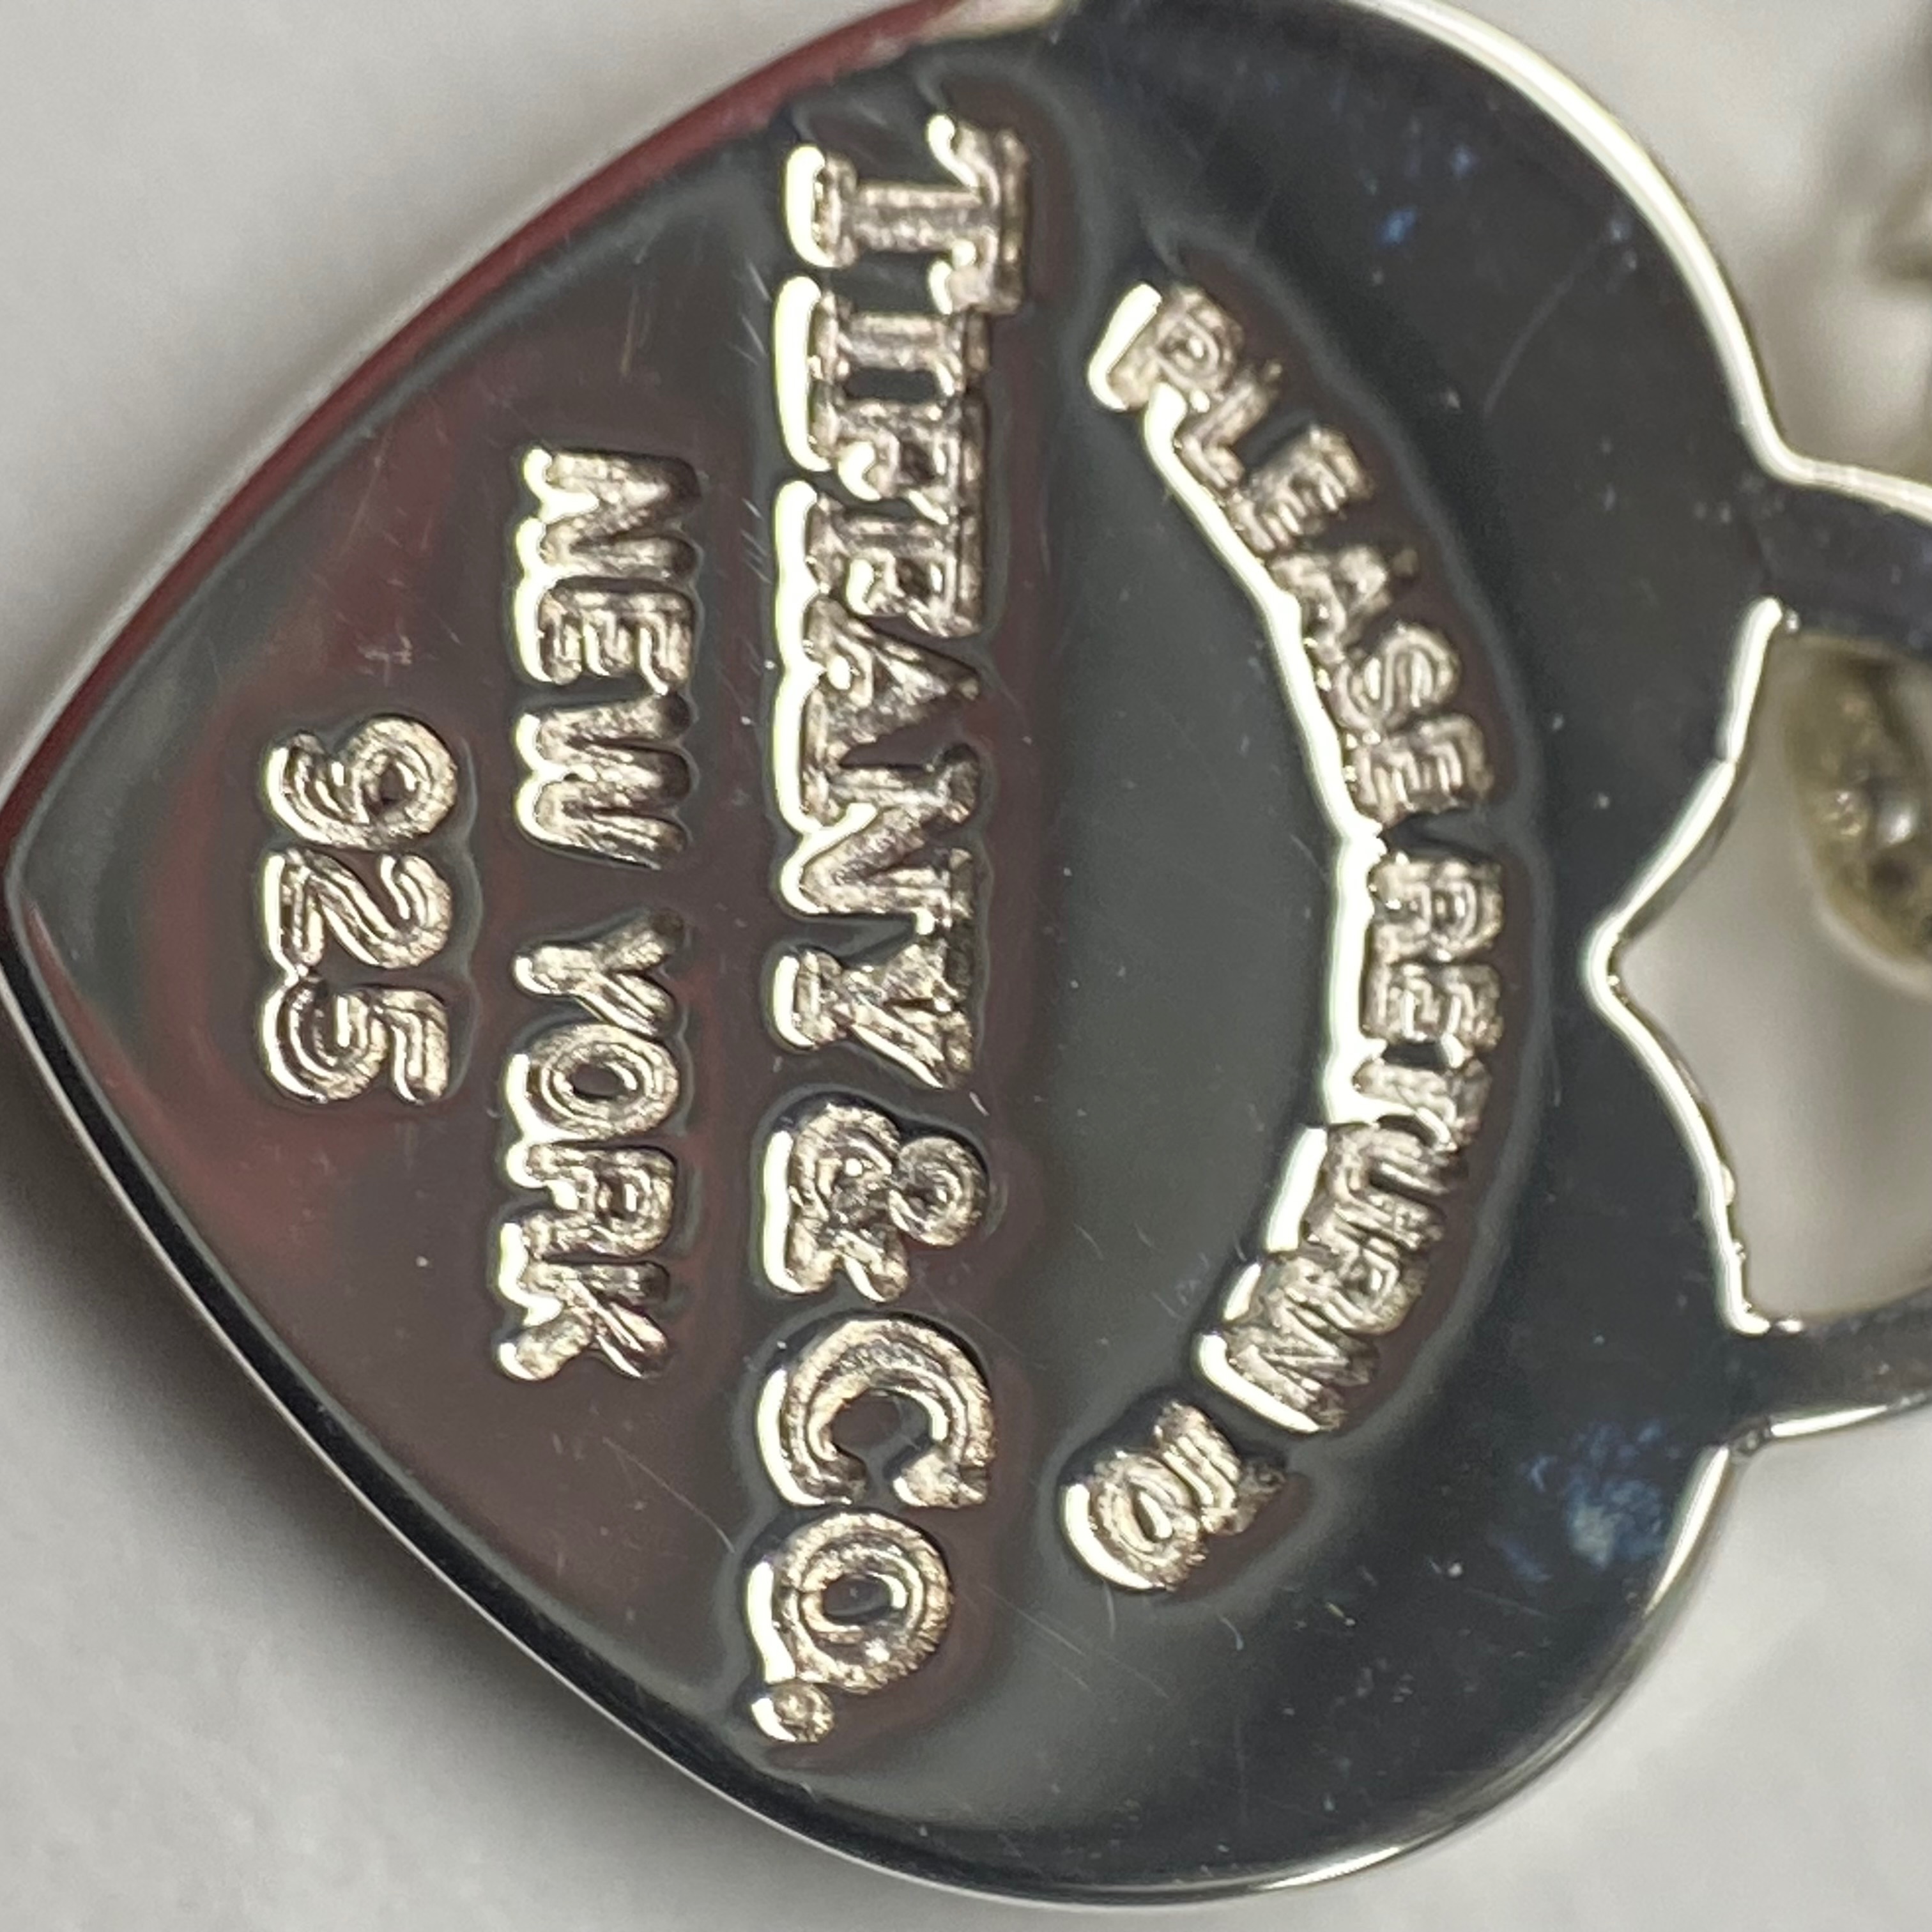 PLEASE RETURN TO
TIFFANY & CO.
NEW YORK
925